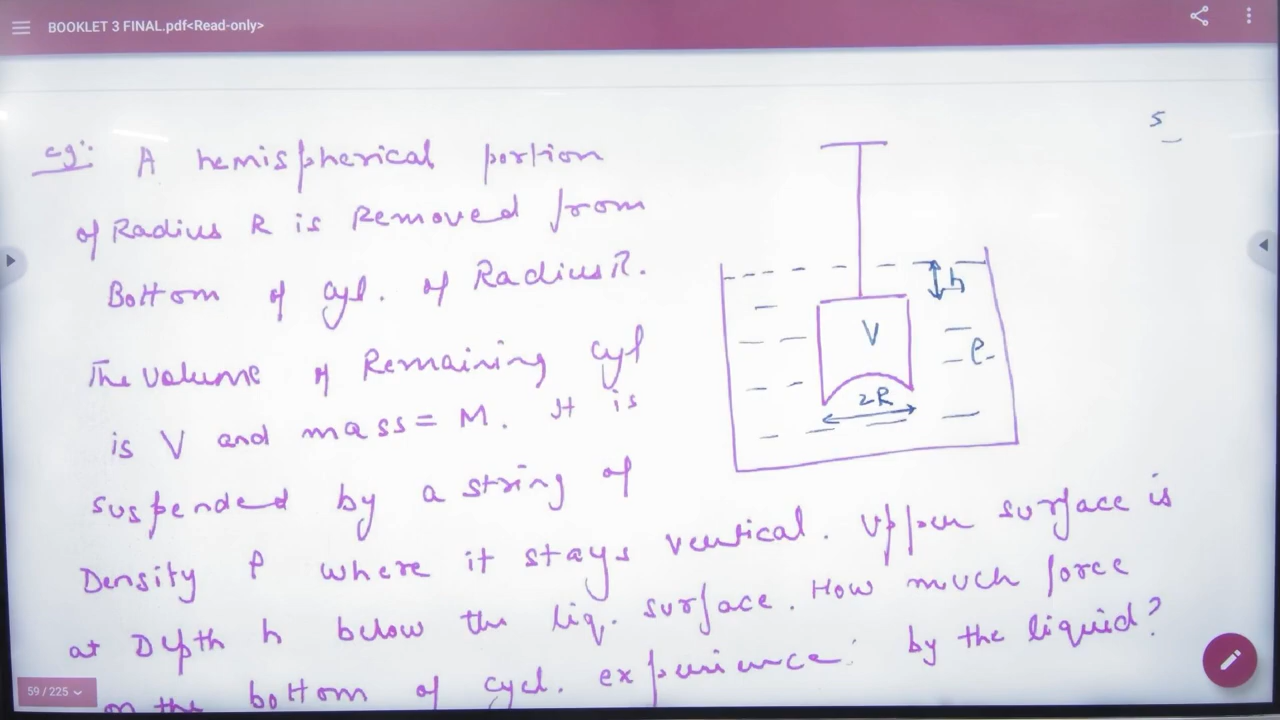 BOOKLET 3 FINAL.pdf<Read-only>
eg:- A hemispherical portion
of Radius R is Removed from
Bottom of cyl. of Radius R.
The volume of Remaining cyl
is V and mass = M. It is
suspended by a string of
Density ρ where it stays vertical. Upper surface is
at Depth h below the liq. surface. How much force
on the bottom of cycl. experience by the liquid?
s
h
V
ρ
2R
59 / 225